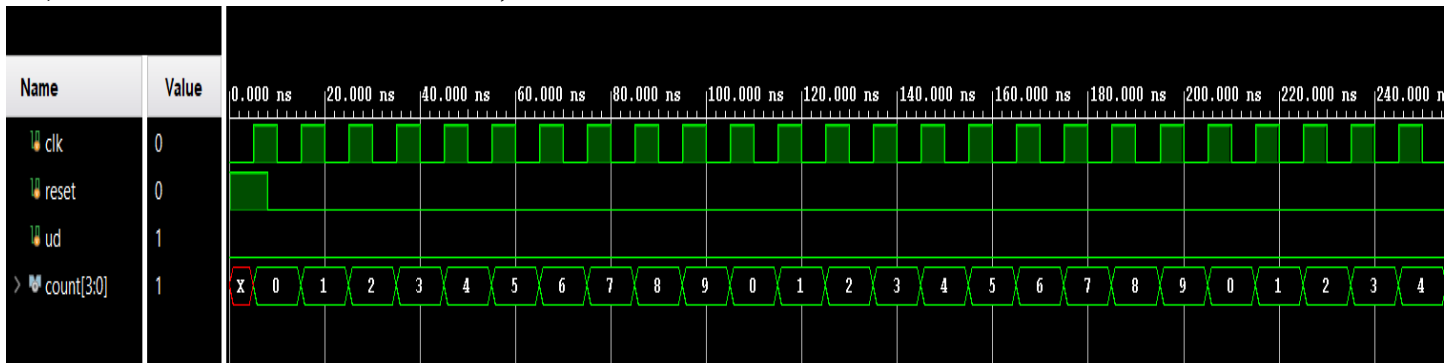 Name Value 0.000 ns 20.000 ns 40.000 ns 60.000 ns 80.000 ns 100.000 ns 120.000 ns 140.000 ns 160.000 ns 180.000 ns 200.000 ns 220.000 ns 240.000 n
clk 0
reset 0
ud 1
> count[3:0] 1 X 0 1 2 3 4 5 6 7 8 9 0 1 2 3 4 5 6 7 8 9 0 1 2 3 4